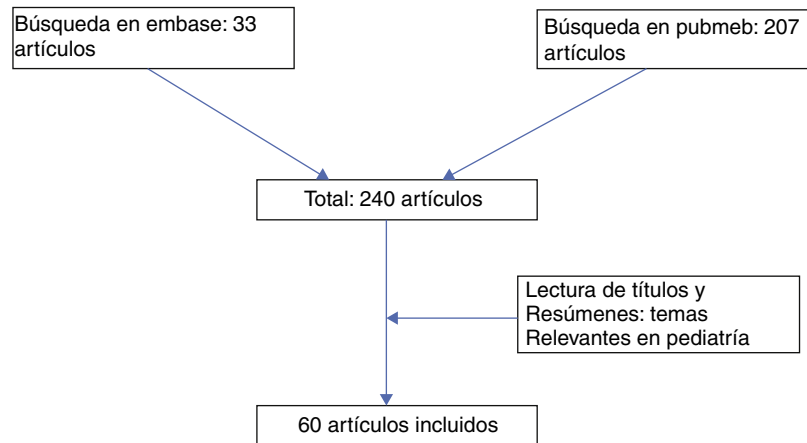 Búsqueda en embase: 33
artículos
Búsqueda en pubmeb: 207
artículos
Total: 240 artículos
Lectura de títulos y
Resúmenes: temas
Relevantes en pediatría
60 artículos incluidos